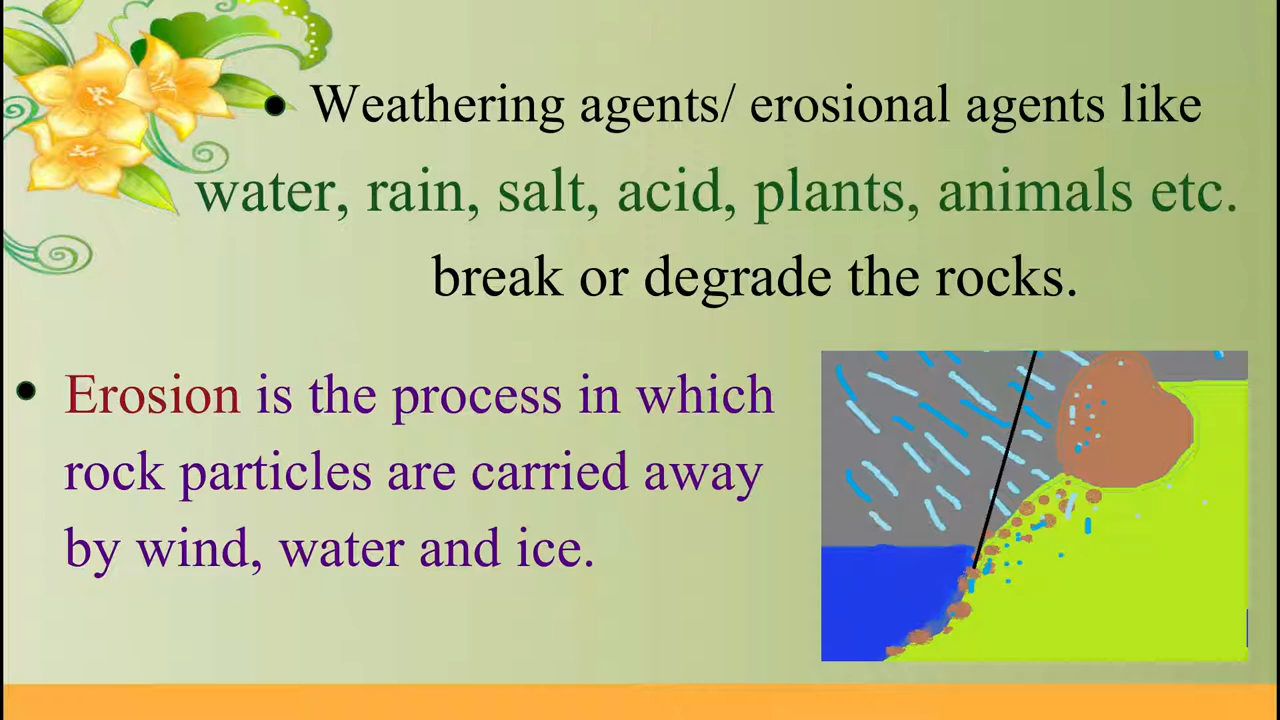 • Weathering agents/ erosional agents like
water, rain, salt, acid, plants, animals etc.
break or degrade the rocks.
• Erosion is the process in which
rock particles are carried away
by wind, water and ice.